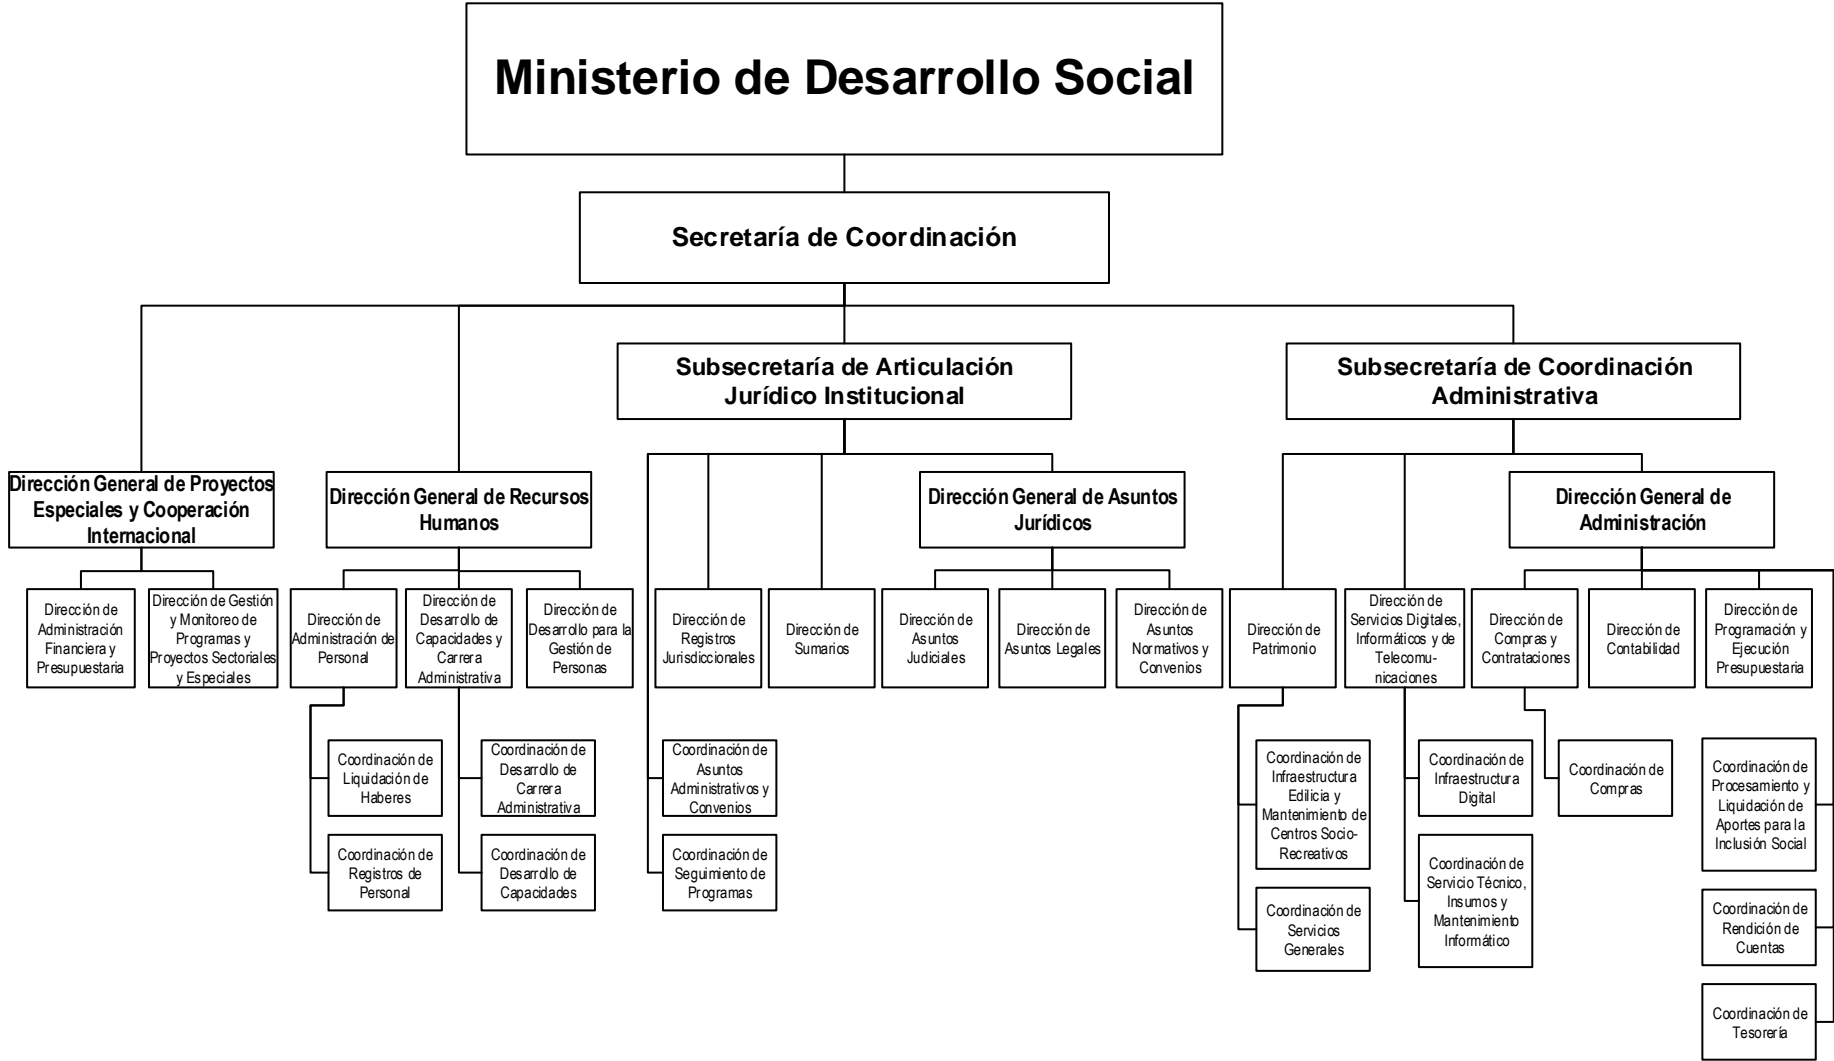 Ministerio de Desarrollo Social
Secretaría de Coordinación
Subsecretaría de Articulación
Jurídico Institucional
Subsecretaría de Coordinación
Administrativa
Dirección General de Proyectos
Especiales y Cooperación
Internacional
Dirección General de Recursos
Humanos
Dirección General de Asuntos
Jurídicos
Dirección General de
Administración
Dirección de
Administración
Financiera y
Presupuestaria
Dirección de Gestión
y Monitoreo de
Programas y
Proyectos Sectoriales
y Especiales
Dirección de
Administración de
Personal
Dirección de
Desarrollo de
Capacidades y
Carrera
Administrativa
Dirección de
Desarrollo para la
Gestión de
Personas
Dirección de
Registros
Jurisdiccionales
Dirección de
Sumarios
Dirección de
Asuntos
Judiciales
Dirección de
Asuntos Legales
Dirección de
Asuntos
Normativos y
Convenios
Dirección de
Patrimonio
Dirección de
Servicios Digitales,
Informáticos y de
Telecomu-
nicaciones
Dirección de
Compras y
Contrataciones
Dirección de
Contabilidad
Dirección de
Programación y
Ejecución
Presupuestaria
Coordinación de
Liquidación de
Haberes
Coordinación de
Desarrollo de
Carrera
Administrativa
Coordinación de
Asuntos
Administrativos y
Convenios
Coordinación de
Infraestructura
Edilicia y
Mantenimiento de
Centros Socio-
Recreativos
Coordinación de
Infraestructura
Digital
Coordinación de
Compras
Coordinación de
Procesamiento y
Liquidación de
Aportes para la
Inclusión Social
Coordinación de
Registros de
Personal
Coordinación de
Desarrollo de
Capacidades
Coordinación de
Seguimiento de
Programas
Coordinación de
Servicios
Generales
Coordinación de
Servicio Técnico,
Insumos y
Mantenimiento
Informático
Coordinación de
Rendición de
Cuentas
Coordinación de
Tesorería